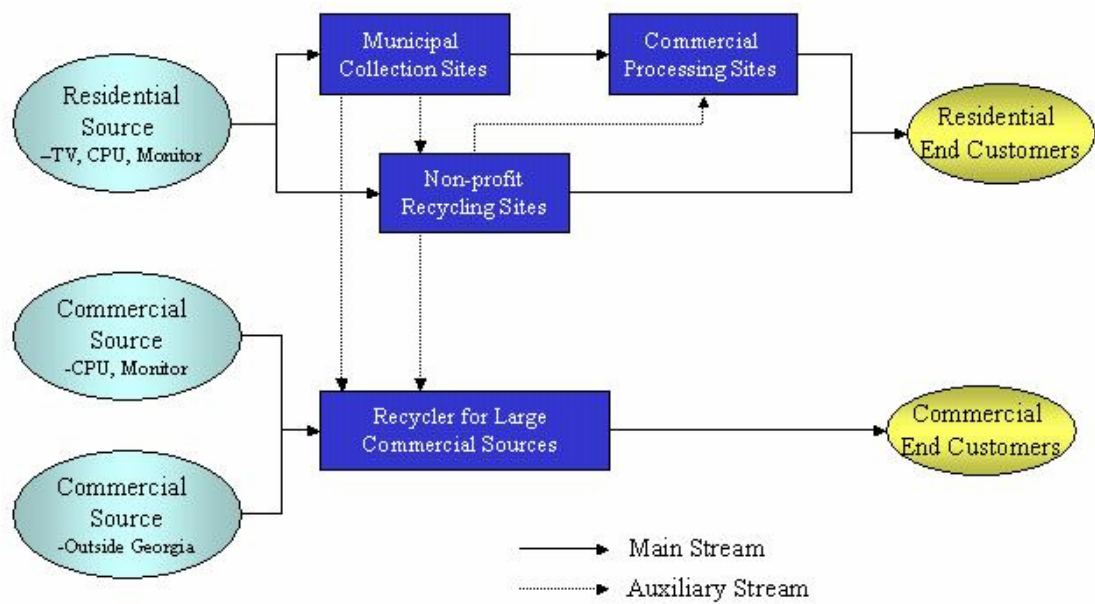 Municipal
Collection Sites
Commercial
Processing Sites
Residential
Source
–TV, CPU, Monitor
Residential
End Customers
Non-profit
Recycling Sites
Commercial
Source
-CPU, Monitor
Recycler for Large
Commercial Sources
Commercial
End Customers
Commercial
Source
-Outside Georgia
Main Stream
Auxiliary Stream